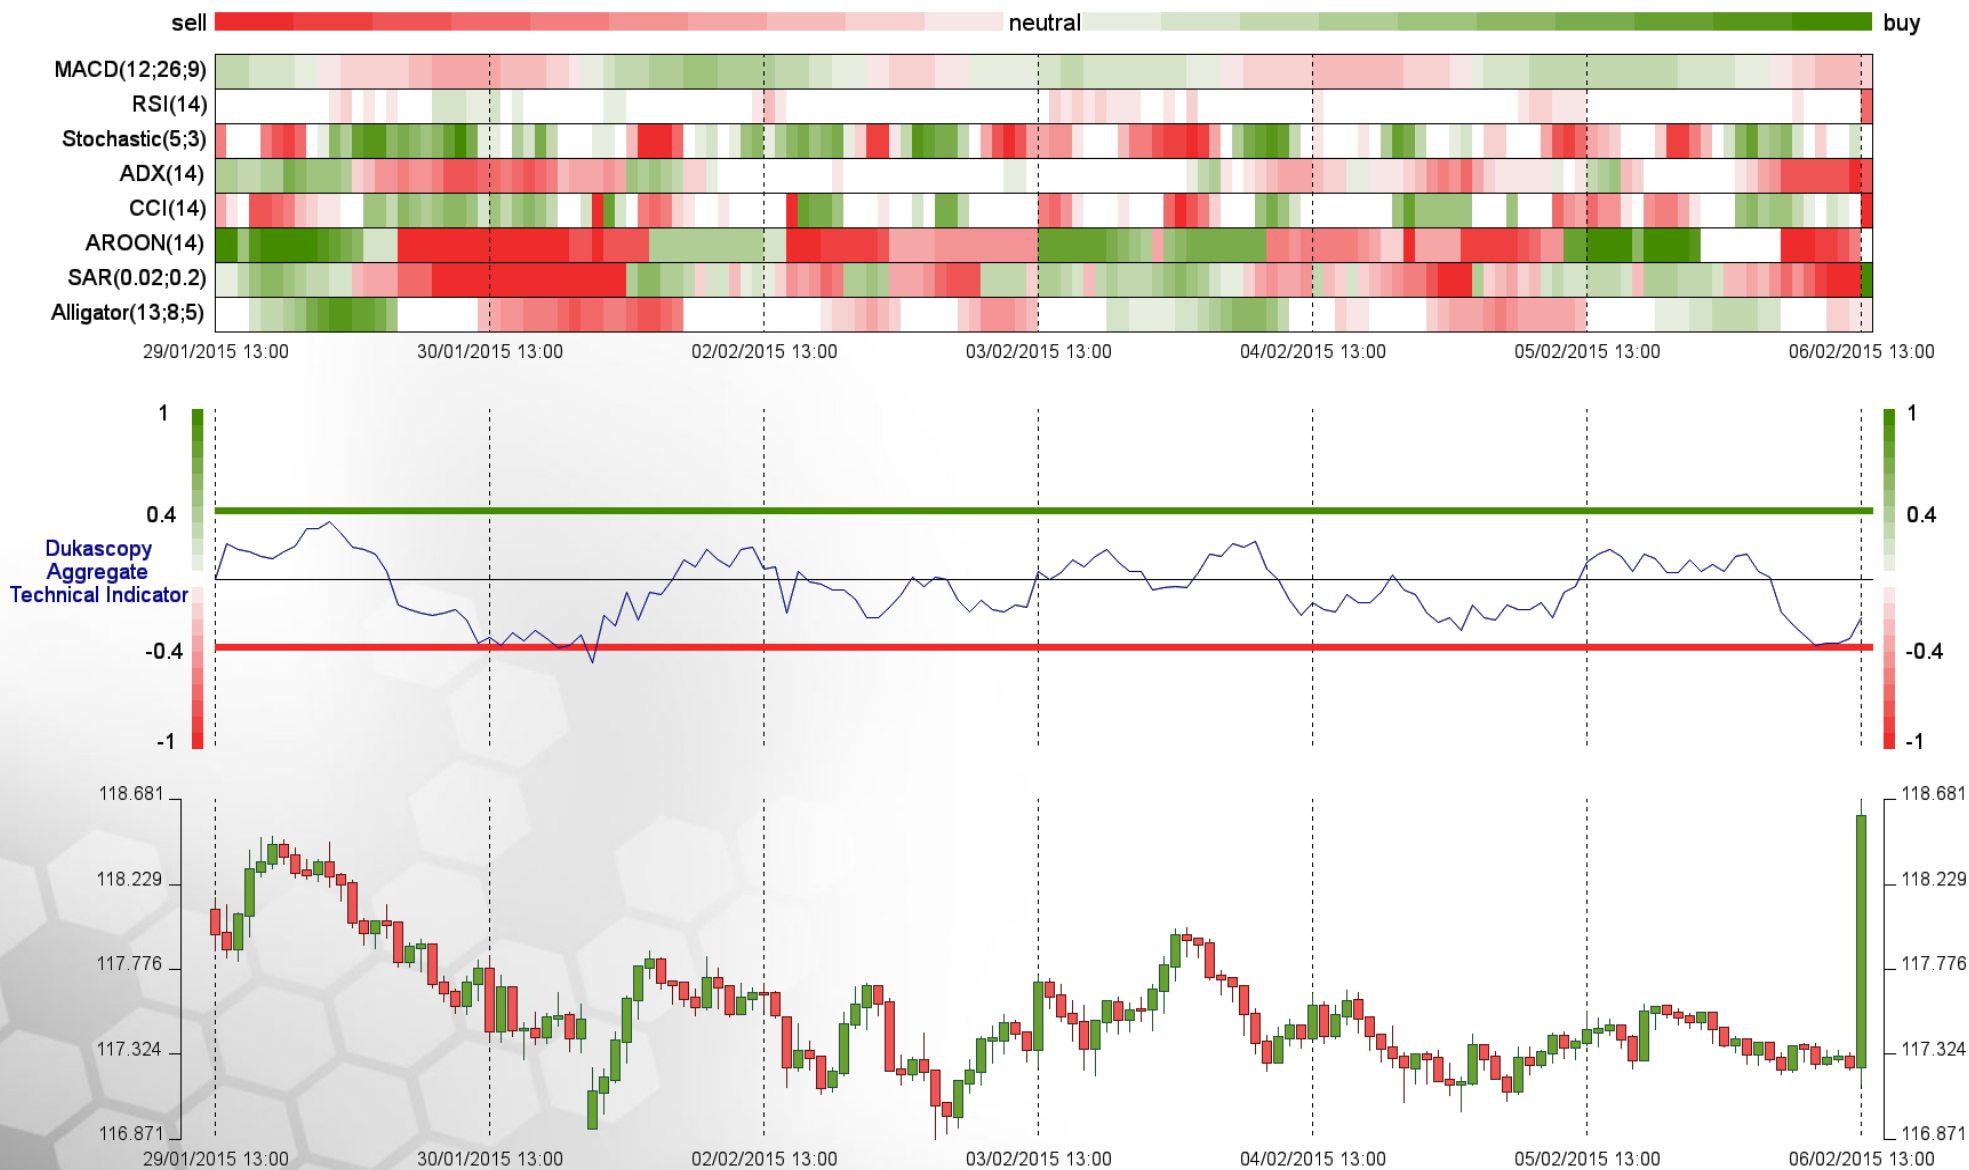 sell neutral buy
MACD(12;26;9)
RSI(14)
Stochastic(5;3)
ADX(14)
CCI(14)
AROON(14)
SAR(0.02;0.2)
Alligator(13;8;5)
29/01/2015 13:00 30/01/2015 13:00 02/02/2015 13:00 03/02/2015 13:00 04/02/2015 13:00 05/02/2015 13:00 06/02/2015 13:00
1 1
0.4 0.4
Dukascopy
Aggregate
Technical Indicator
-0.4 -0.4
-1 -1
118.681 118.681
118.229 118.229
117.776 117.776
117.324 117.324
116.871 116.871
29/01/2015 13:00 30/01/2015 13:00 02/02/2015 13:00 03/02/2015 13:00 04/02/2015 13:00 05/02/2015 13:00 06/02/2015 13:00